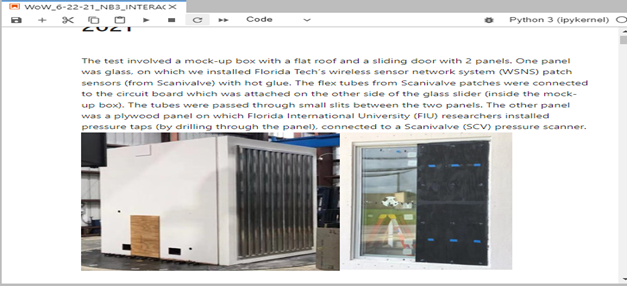 WoW_6-22-21_NB3_INTERAC
Code
Python 3 (ipykernel)
2021
The test involved a mock-up box with a flat roof and a sliding door with 2 panels. One panel
was glass, on which we installed Florida Tech's wireless sensor network system (WSNS) patch
sensors (from Scanivalve) with hot glue. The flex tubes from Scanivalve patches were connected
to the circuit board which was attached on the other side of the glass slider (inside the mock-
up box). The tubes were passed through small slits between the two panels. The other panel
was a plywood panel on which Florida International University (FIU) researchers installed
pressure taps (by drilling through the panel), connected to a Scanivalve (SCV) pressure scanner.